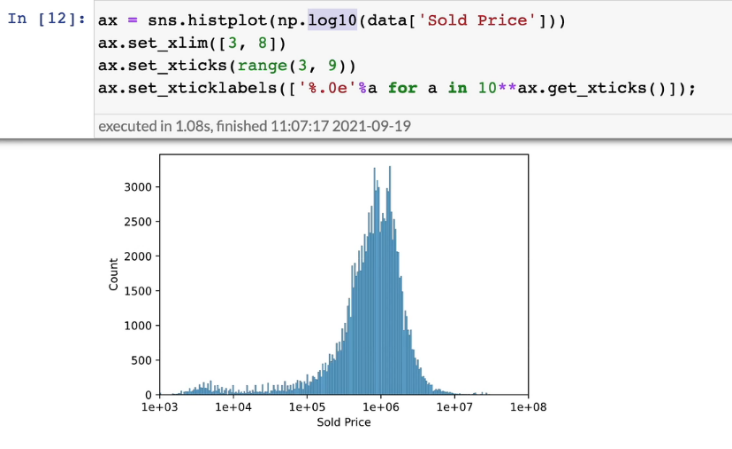 In [12]: ax = sns.histplot(np.log10(data['Sold Price']))
ax.set_xlim([3, 8])
ax.set_xticks(range(3, 9))
ax.set_xticklabels(['%.0e'%a for a in 10**ax.get_xticks()]);
executed in 1.08s, finished 11:07:17 2021-09-19
3000
2500
2000
1500
1000
500
0
Count
1e+03 1e+04 1e+05 1e+06 1e+07 1e+08
Sold Price